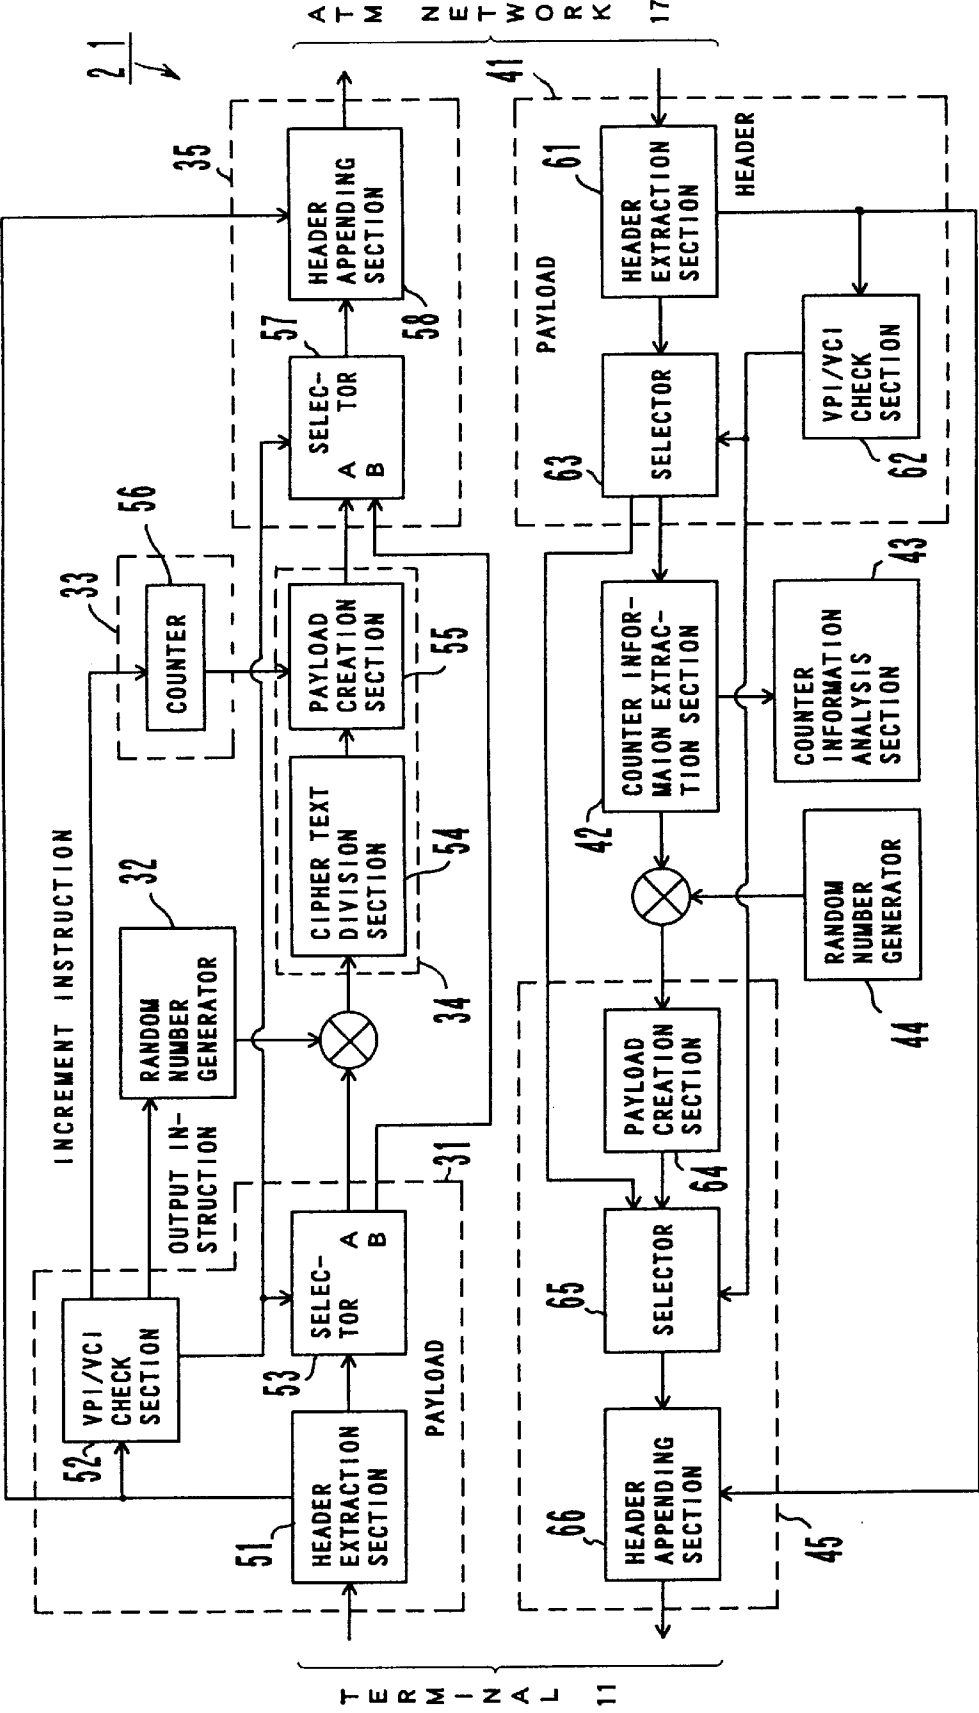 21
TERMINAL 11
ATM NETWORK 17
INCREMENT INSTRUCTION
OUTPUT IN-
STRUCTION
52
VPI/VCI
CHECK
SECTION
51
HEADER
EXTRACTION
SECTION
PAYLOAD
53
SELEC-
TOR
A
B
31
32
RANDOM
NUMBER
GENERATOR
34
CIPHER TEXT
DIVISION
SECTION
54
PAYLOAD
CREATION
SECTION
55
33
56
COUNTER
35
57
SELEC-
TOR
A
B
HEADER
APPENDING
SECTION
58
41
61
HEADER
EXTRACTION
SECTION
HEADER
PAYLOAD
VPI/VCI
CHECK
SECTION
62
63
SELECTOR
42
COUNTER INFOR-
MAION EXTRAC-
TION SECTION
43
COUNTER
INFORMATION
ANALYSIS
SECTION
RANDOM
NUMBER
GENERATOR
44
PAYLOAD
CREATION
SECTION
64
65
SELECTOR
66
HEADER
APPENDING
SECTION
45